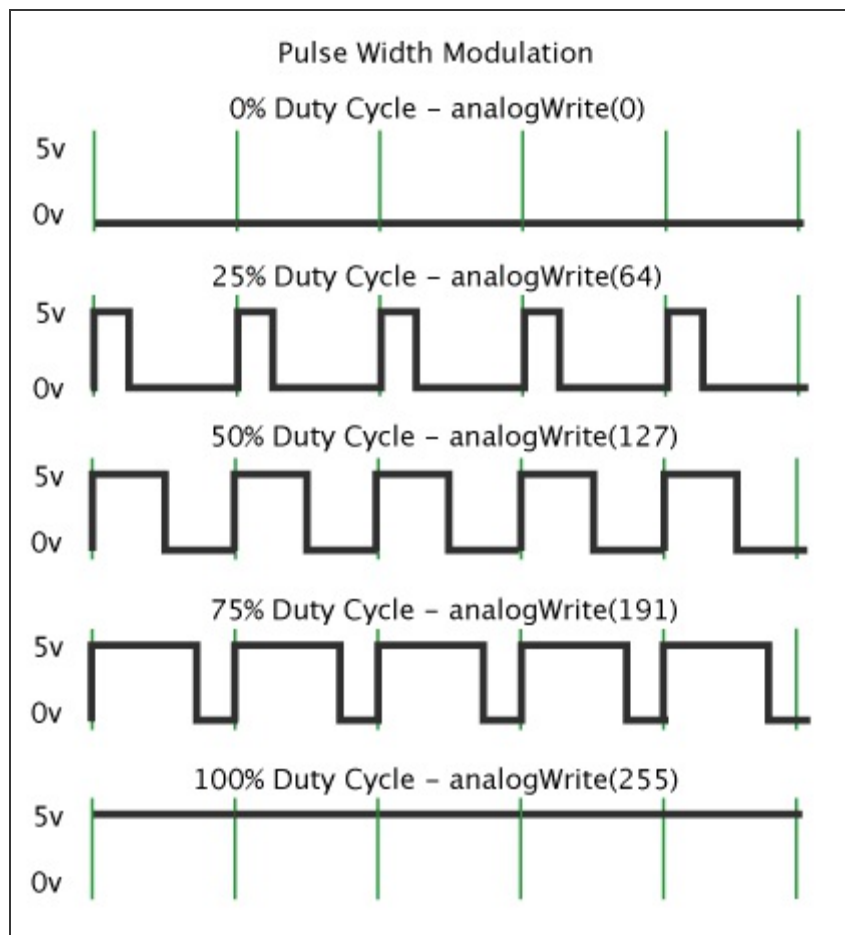 Pulse Width Modulation
0% Duty Cycle – analogWrite(0)
5v
0v
25% Duty Cycle – analogWrite(64)
5v
0v
50% Duty Cycle – analogWrite(127)
5v
0v
75% Duty Cycle – analogWrite(191)
5v
0v
100% Duty Cycle – analogWrite(255)
5v
0v